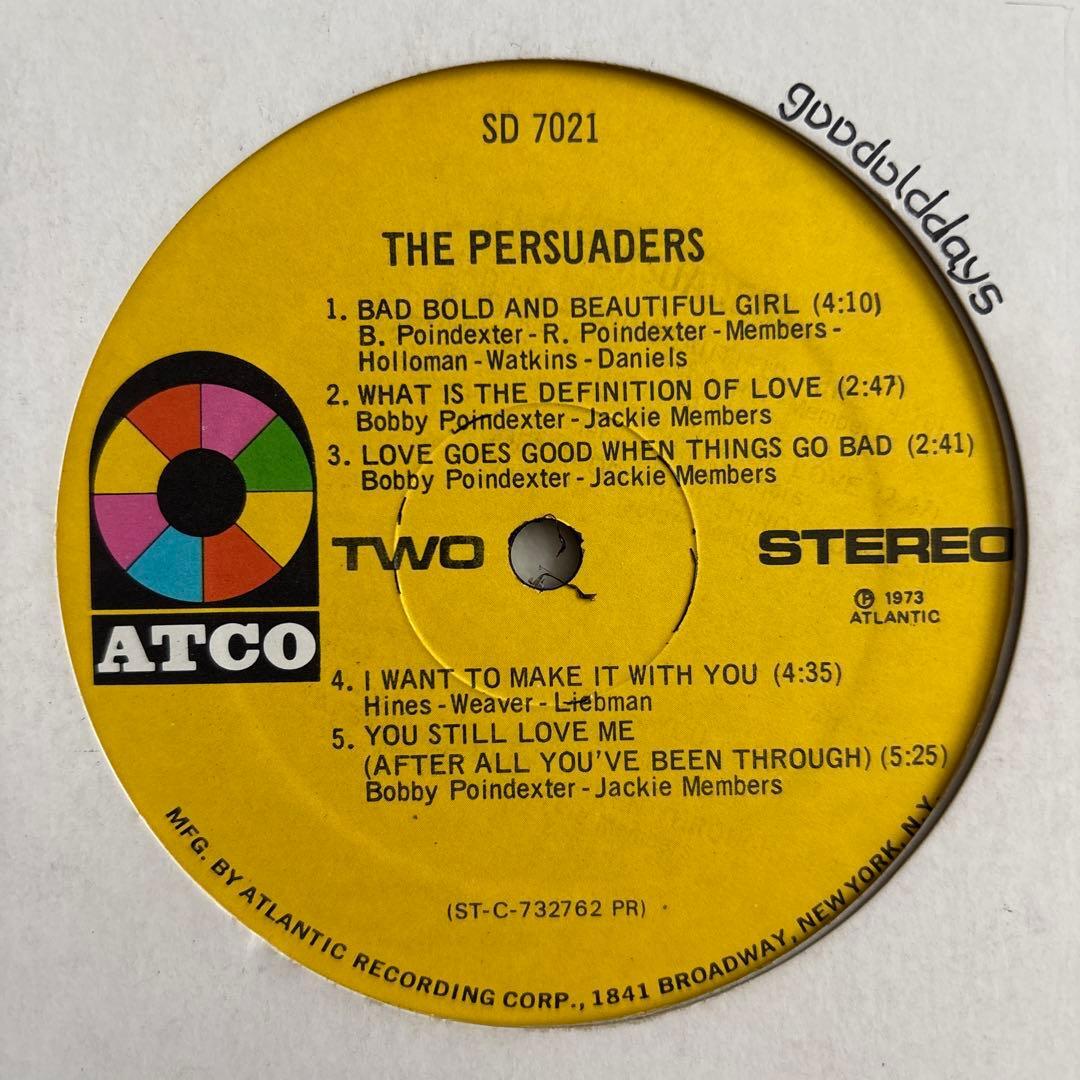 SD 7021
goodolddays
THE PERSUADERS
1. BAD BOLD AND BEAUTIFUL GIRL (4:10)
B. Poindexter - R. Poindexter - Members -
Holloman - Watkins - Daniels
2. WHAT IS THE DEFINITION OF LOVE (2:47)
Bobby Poindexter - Jackie Members
3. LOVE GOES GOOD WHEN THINGS GO BAD (2:41)
Bobby Poindexter - Jackie Members
TWO
STEREO
℗ 1973
ATLANTIC
ATCO
4. I WANT TO MAKE IT WITH YOU (4:35)
Hines - Weaver - Liebman
5. YOU STILL LOVE ME
(AFTER ALL YOU'VE BEEN THROUGH) (5:25)
Bobby Poindexter - Jackie Members
(ST-C-732762 PR)
MFG. BY ATLANTIC RECORDING CORP., 1841 BROADWAY, NEW YORK, N.Y.